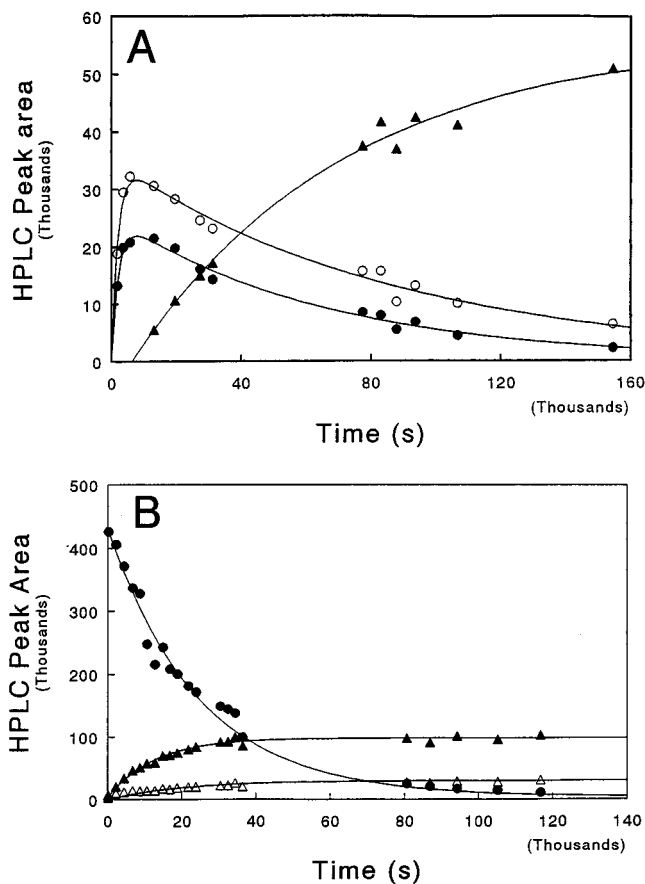 A
HPLC Peak area
(Thousands)
60
50
40
30
20
10
0
0 40 80 120 160
(Thousands)
Time (s)
B
HPLC Peak Area
(Thousands)
500
400
300
200
100
0
0 20 40 60 80 100 120 140
(Thousands)
Time (s)